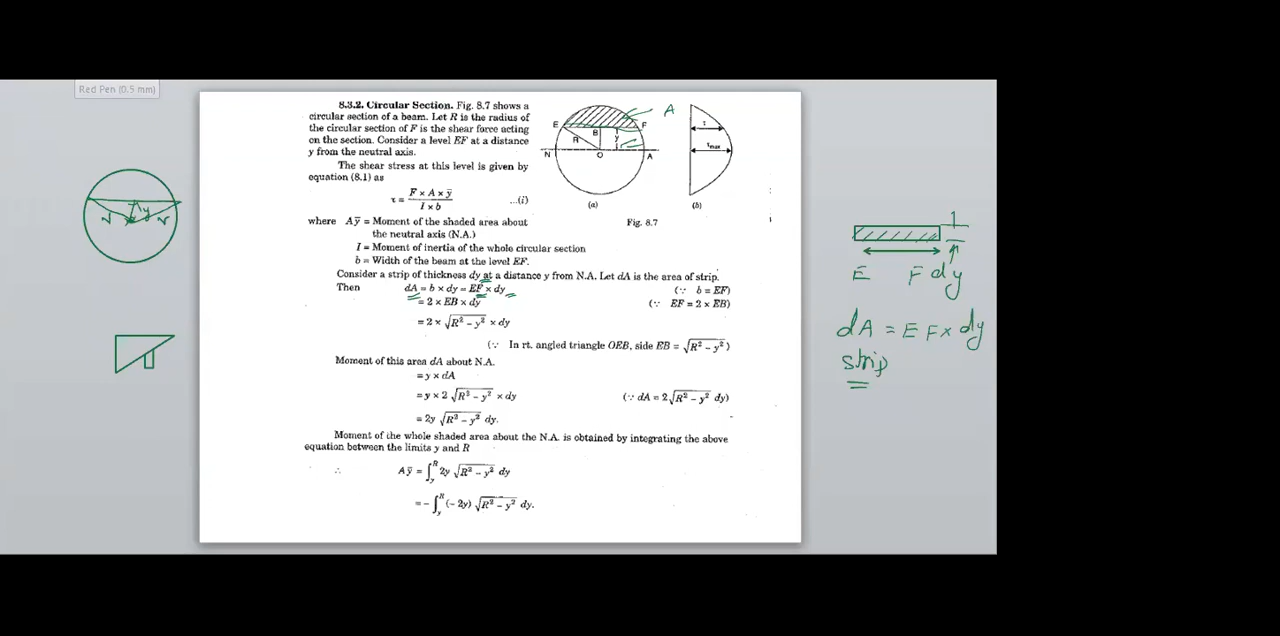 Red Pen (0.5 mm)
8.3.2. Circular Section. Fig. 8.7 shows a
circular section of a beam. Let R is the radius of
the circular section of F is the shear force acting
on the section. Consider a level EF at a distance
y from the neutral axis.
The shear stress at this level is given by
equation (8.1) as
τ = F × A × ȳ / I × b ...(i)
E B F
R y
N O A
A
τ
τmax
(a) (b)
Fig. 8.7
where Aȳ = Moment of the shaded area about
the neutral axis (N.A.)
I = Moment of inertia of the whole circular section
b = Width of the beam at the level EF.
Consider a strip of thickness dy at a distance y from N.A. Let dA is the area of strip.
Then dA = b × dy = EF × dy (∵ b = EF)
= 2 × EB × dy (∵ EF = 2 × EB)
= 2 × √(R² – y²) × dy
(∵ In rt. angled triangle OEB, side EB = √(R² – y²))
Moment of this area dA about N.A.
= y × dA
= y × 2 √(R² – y²) × dy (∵ dA = 2√(R² – y²) dy)
= 2y √(R² – y²) dy.
Moment of the whole shaded area about the N.A. is obtained by integrating the above
equation between the limits y and R
∴ Aȳ = ∫_y^R 2y √(R² – y²) dy
= – ∫_y^R (– 2y) √(R² – y²) dy.
r y r
E F dy
dA = EF × dy
strip